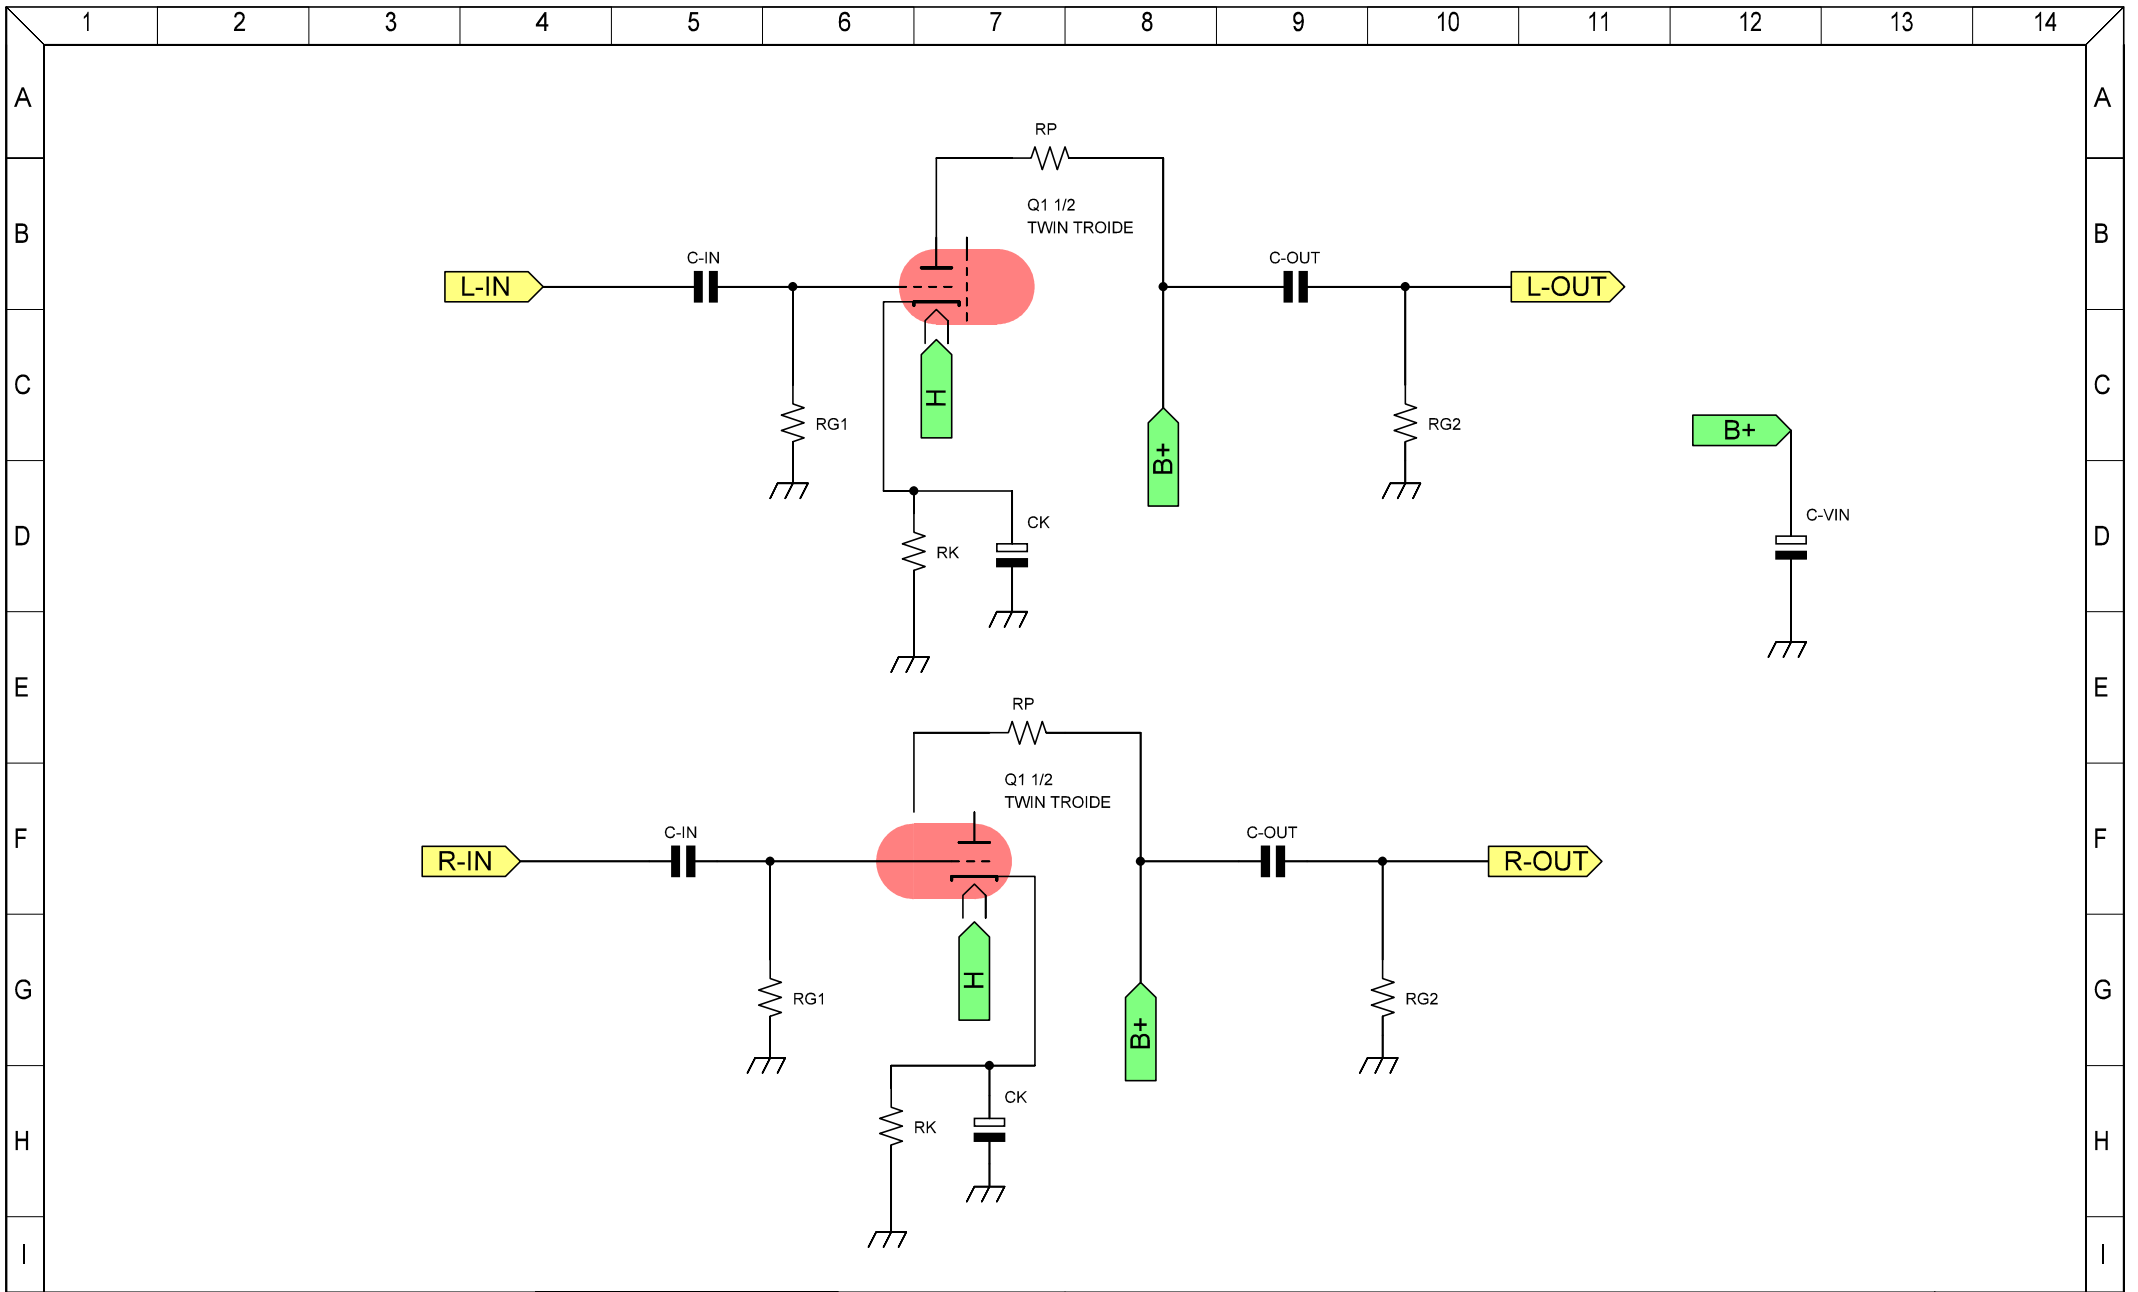 1 2 3 4 5 6 7 8 9 10 11 12 13 14
A A
RP
Q1 1/2
B TWIN TROIDE B
C-IN C-OUT
L-IN L-OUT
C H C
RG1 RG2
B+ B+
C-VIN
CK
D RK D
E E
RP
Q1 1/2
TWIN TROIDE
F C-IN C-OUT F
R-IN R-OUT
G H G
RG1 RG2
B+
CK
RK
H H
I I